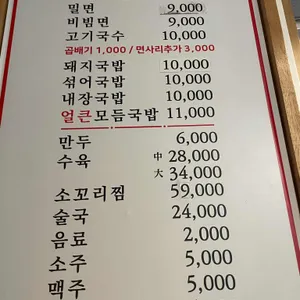 밀면 9,000
비빔면 9,000
고기국수 10,000
곱배기 1,000 / 면사리추가 3,000
돼지국밥 10,000
섞어국밥 10,000
내장국밥 10,000
얼큰모듬국밥 11,000
만두 6,000
수육 中 28,000
大 34,000
소꼬리찜 59,000
술국 24,000
음료 2,000
소주 5,000
맥주 5,000